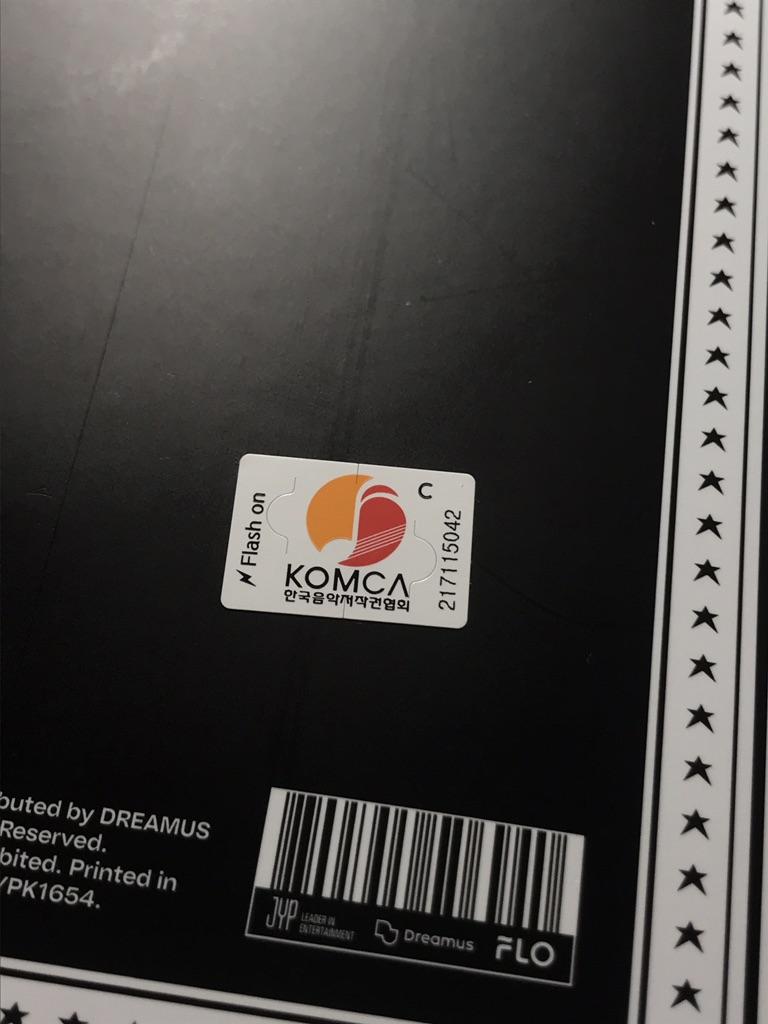 Flash on
C
KOMCA
한국음악저작권협회
217115042
buted by DREAMUS
Reserved.
bited. Printed in
/PK1654.
JYP LEADER IN
ENTERTAINMENT
Dreamus
FLO